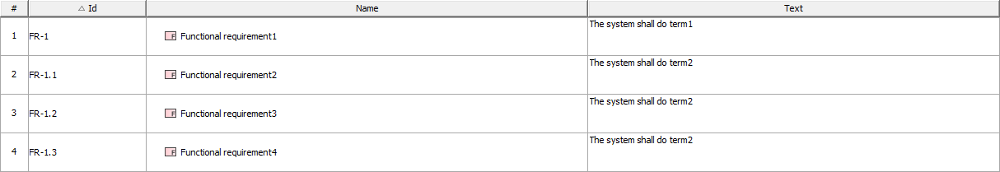 # △ Id Name Text
1 FR-1 F Functional requirement1 The system shall do term1
2 FR-1.1 F Functional requirement2 The system shall do term2
3 FR-1.2 F Functional requirement3 The system shall do term2
4 FR-1.3 F Functional requirement4 The system shall do term2